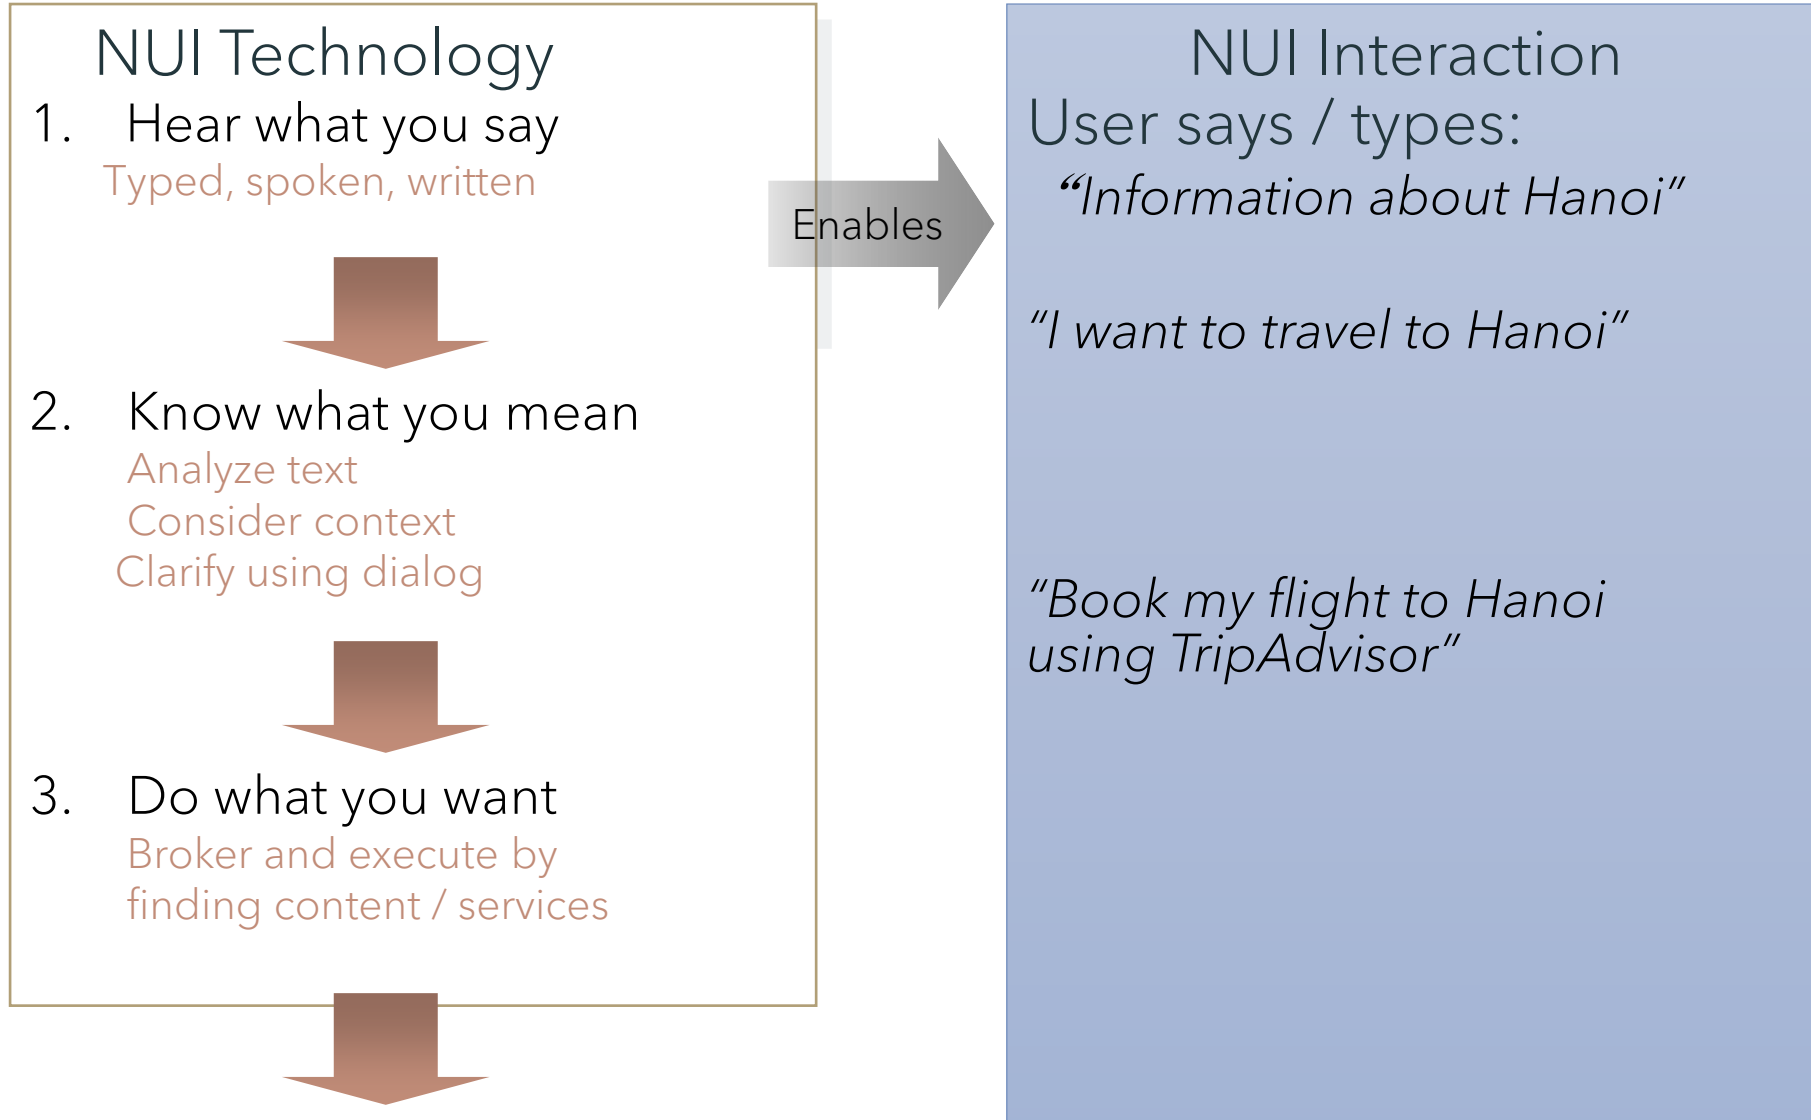 NUI Technology
1. Hear what you say
Typed, spoken, written
2. Know what you mean
Analyze text
Consider context
Clarify using dialog
3. Do what you want
Broker and execute by
finding content / services
Enables
NUI Interaction
User says / types:
“Information about Hanoi”
“I want to travel to Hanoi”
“Book my flight to Hanoi
using TripAdvisor”